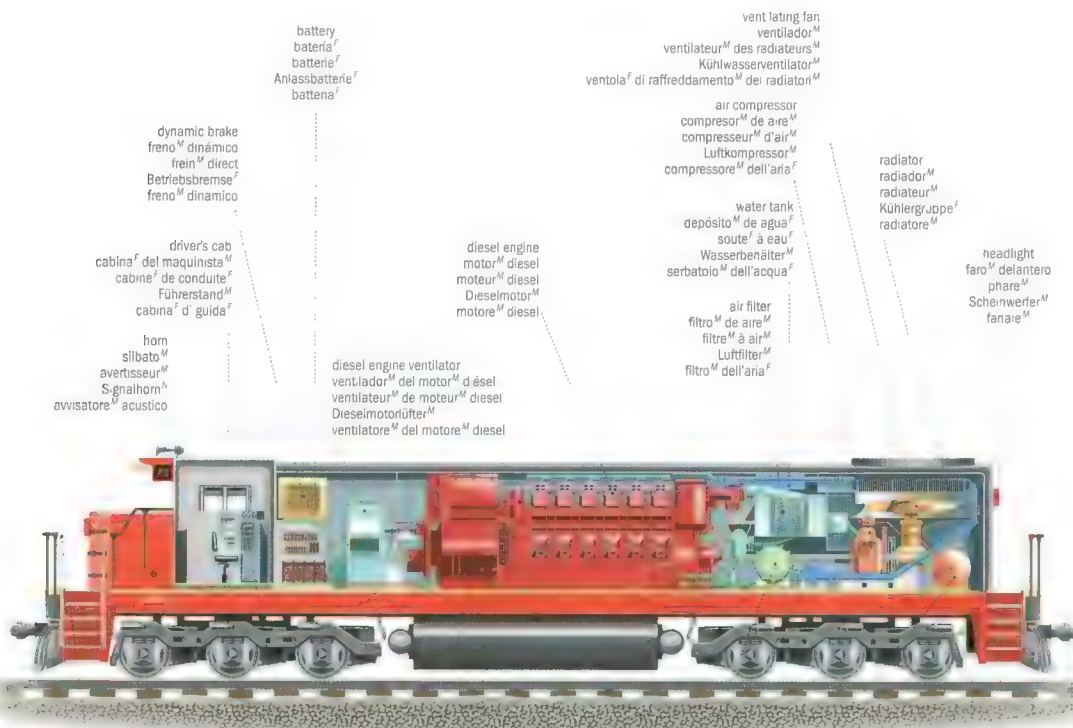 battery
batería F
batterie F
Anlassbatterie F
batteria F
dynamic brake
freno M dinámico
frein M direct
Betriebsbremse F
freno M dinamico
driver's cab
cabina F del maquinista M
cabine F de conduite F
Führerstand M
cabina F di guida F
horn
silbato M
avertisseur M
Signalhorn N
avvisatore M acustico
diesel engine ventilator
ventilador M del motor M diésel
ventilateur M de moteur M diesel
Dieselmotorlüfter M
ventilatore M del motore M diesel
diesel engine
motor M diesel
moteur M diesel
Dieselmotor M
motore M diesel
vent lating fan
ventilador M
ventilateur M des radiateurs M
Kühlwasserventilator M
ventola F di raffreddamento M dei radiatori M
air compressor
compresor M de aire M
compresseur M d'air M
Luftkompressor M
compressore M dell'aria F
water tank
depósito M de agua F
soute F à eau F
Wasserbehälter M
serbatoio M dell'acqua F
air filter
filtro M de aire M
filtre M à air M
Luftfilter M
filtro M dell'aria F
radiator
radiador M
radiateur M
Kühlergruppe F
radiatore M
headlight
faro M delantero
phare M
Scheinwerfer M
fanale M